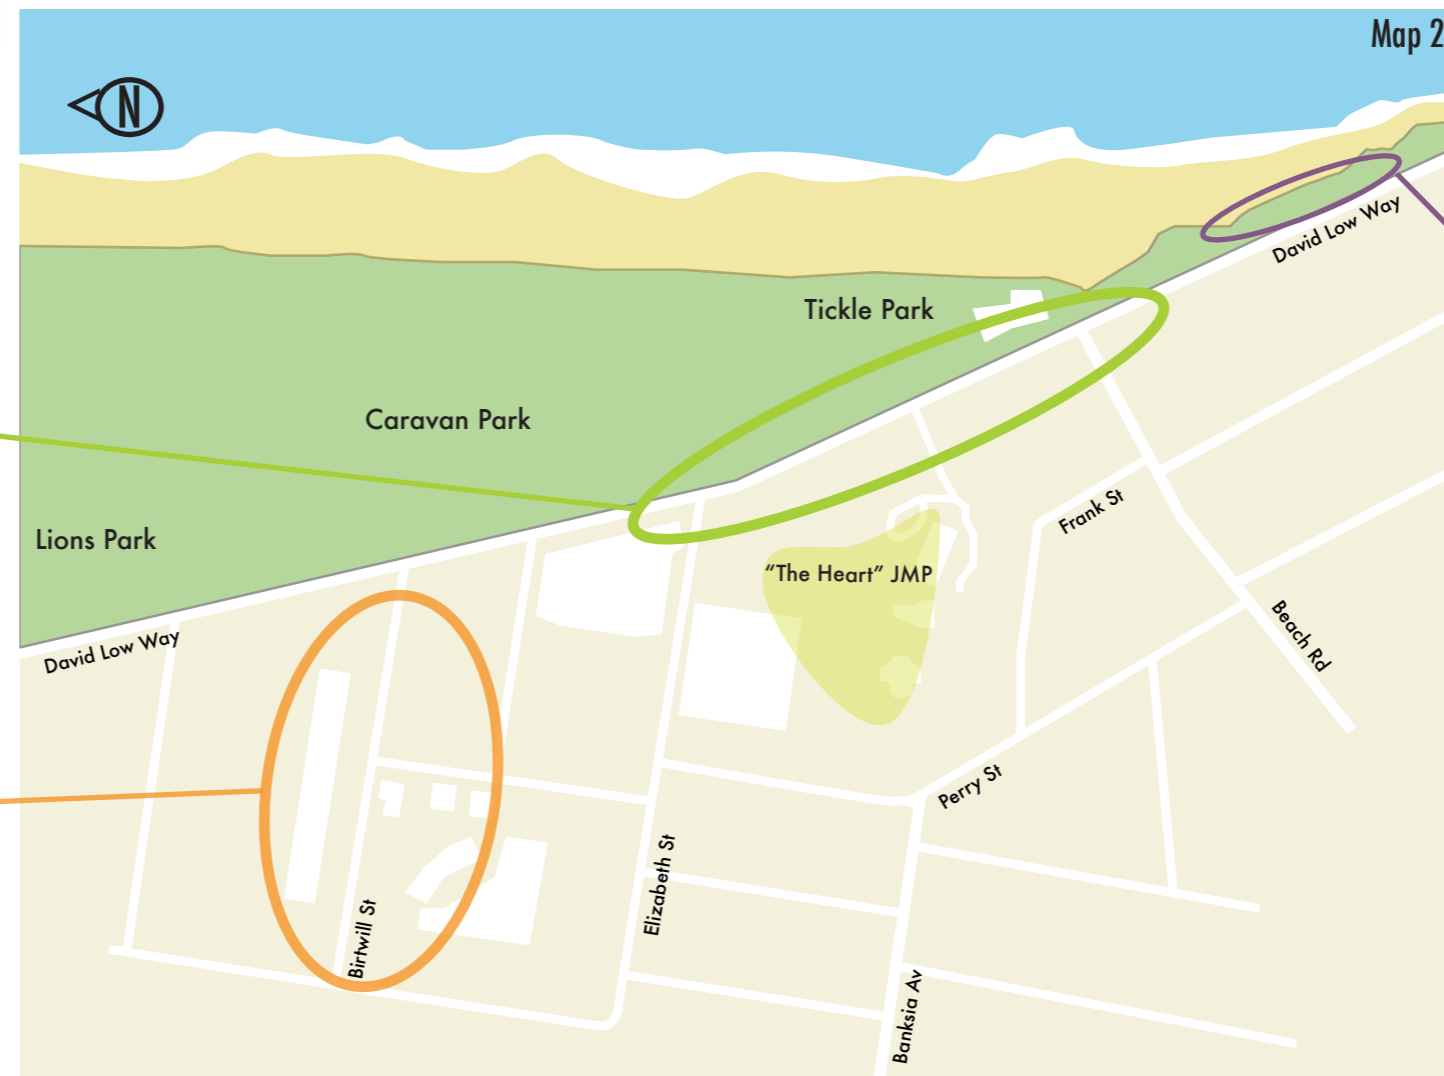 Map 2
N
David Low Way
Tickle Park
Caravan Park
Frank St
Lions Park
"The Heart" JMP
Beach Rd
David Low Way
Perry St
Elizabeth St
Birtwill St
Banksia Av